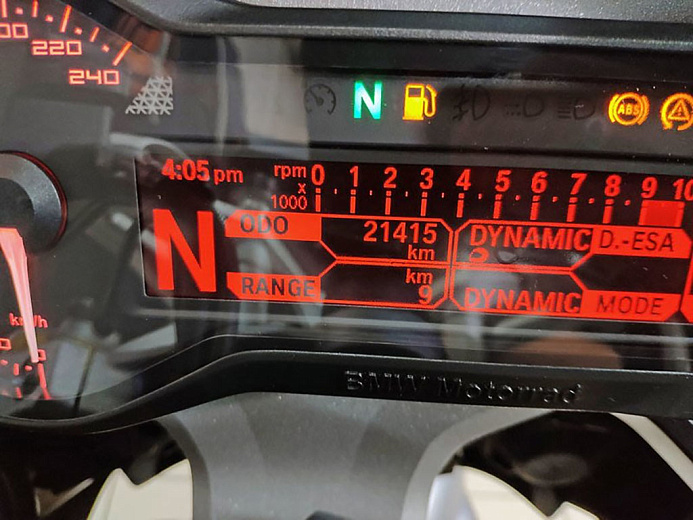 200
220
240
N
ABS
4:05 pm
rpm
x
1000
0 1 2 3 4 5 6 7 8 9 10
N
ODO 21415
km
km
RANGE 9
DYNAMIC D.-ESA
DYNAMIC MODE
km/h
BMW Motorrad